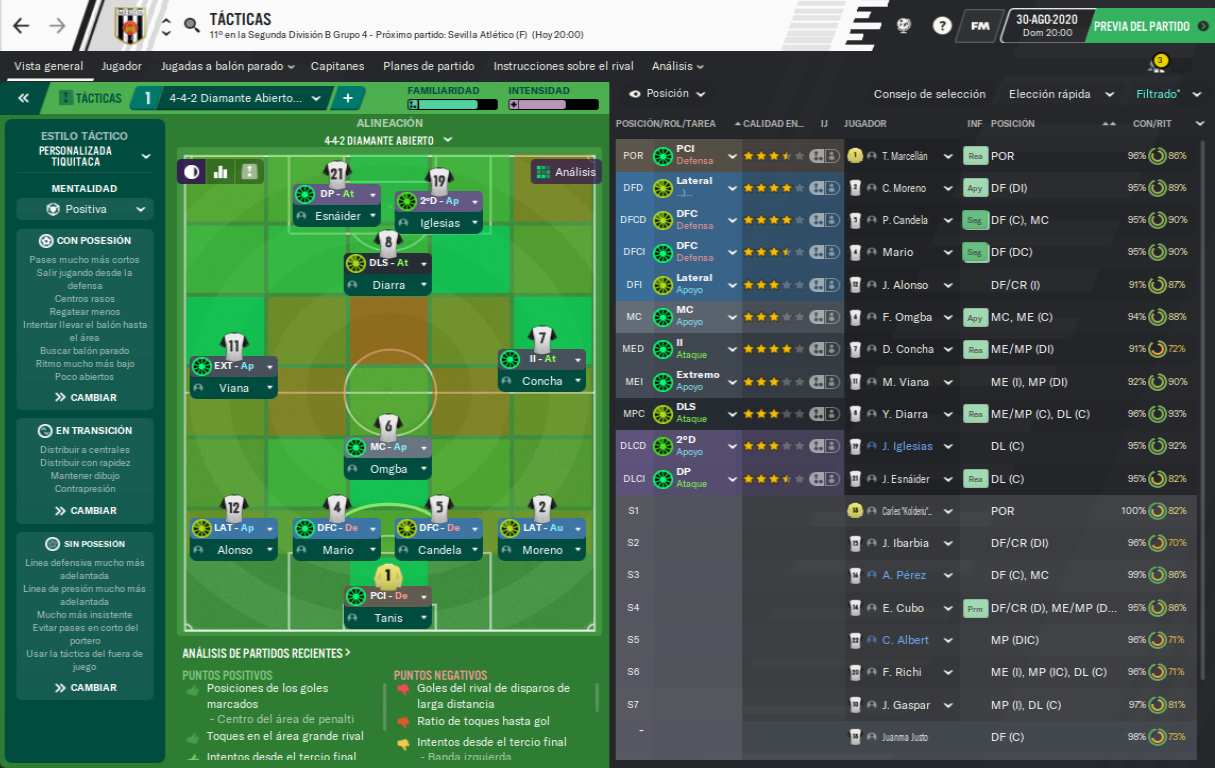 TÁCTICAS
11º en la Segunda División B Grupo 4 - Próximo partido: Sevilla Atlético (F) (Hoy 20:00)
?
FM
30-AGO-2020
Dom 20:00
PREVIA DEL PARTIDO
Vista general
Jugador
Jugadas a balón parado
Capitanes
Planes de partido
Instrucciones sobre el rival
Análisis
3
TÁCTICAS
1
4-4-2 Diamante Abierto...
+
FAMILIARIDAD
INTENSIDAD
ESTILO TÁCTICO
PERSONALIZADA
TIQUITACA
MENTALIDAD
Positiva
CON POSESIÓN
Pases mucho más cortos
Salir jugando desde la
defensa
Centros rasos
Regatear menos
Intentar llevar el balón hasta
el área
Buscar balón parado
Ritmo mucho más bajo
Poco abiertos
CAMBIAR
EN TRANSICIÓN
Distribuir a centrales
Distribuir con rapidez
Mantener dibujo
Contrapresión
CAMBIAR
SIN POSESIÓN
Línea defensiva mucho más
adelantada
Línea de presión mucho más
adelantada
Mucho más insistente
Evitar pases en corto del
portero
Usar la táctica del fuera de
juego
CAMBIAR
ALINEACIÓN
4-4-2 DIAMANTE ABIERTO
Análisis
21
DP - At
Esnáider
19
2ºD - Ap
Iglesias
8
DLS - At
Diarra
11
EXT - Ap
Viana
7
II - At
Concha
6
MC - Ap
Omgba
12
LAT - Ap
Alonso
4
DFC - De
Mario
5
DFC - De
Candela
2
LAT - Au
Moreno
1
PCI - De
Tanis
ANÁLISIS DE PARTIDOS RECIENTES >
PUNTOS POSITIVOS
Posiciones de los goles
marcados
- Centro del área de penalti
Toques en el área grande rival
Intentos desde el tercio final
PUNTOS NEGATIVOS
Goles del rival de disparos de
larga distancia
Ratio de toques hasta gol
Intentos desde el tercio final
- Banda izquierda
Posición
Consejo de selección
Elección rápida
Filtrado*
POSICIÓN/ROL/TAREA
CALIDAD EN...
IJ
JUGADOR
INF
POSICIÓN
CON/RIT
POR PCI Defensa 1 T. Marcellán Rea POR 96% 86%
DFD Lateral ...)... 2 C. Moreno Apy DF (DI) 95% 89%
DFCD DFC Defensa 5 P. Candela Seg DF (C), MC 95% 90%
DFCI DFC Defensa 4 Mario Seg DF (DC) 95% 90%
DFI Lateral Apoyo 12 J. Alonso DF/CR (I) 91% 87%
MC MC Apoyo 6 F. Omgba Apy MC, ME (C) 94% 88%
MED II Ataque 7 D. Concha Rea ME/MP (DI) 91% 72%
MEI Extremo Apoyo 11 M. Viana ME (I), MP (DI) 92% 90%
MPC DLS Ataque 8 Y. Diarra Rea ME/MP (C), DL (C) 96% 93%
DLCD 2ºD Apoyo 19 J. Iglesias DL (C) 95% 92%
DLCI DP Ataque 21 J. Esnáider Rea DL (C) 95% 82%
S1 Carles "Kolderiu"... POR 100% 82%
S2 J. Ibarbia DF/CR (DI) 96% 70%
S3 A. Pérez DF (C), MC 99% 86%
S4 E. Cubo Prm DF/CR (D), ME/MP (D... 95% 86%
S5 C. Albert MP (DIC) 96% 71%
S6 F. Richi ME (I), MP (IC), DL (C) 96% 71%
S7 J. Gaspar MP (I), DL (C) 97% 81%
- Juanma Justo DF (C) 98% 73%